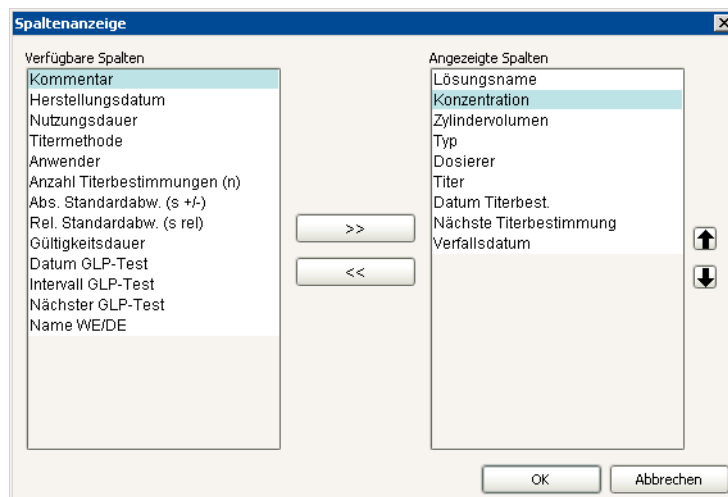 Spaltenanzeige
Verfügbare Spalten
Kommentar
Herstellungsdatum
Nutzungsdauer
Titermethode
Anwender
Anzahl Titerbestimmungen (n)
Abs. Standardabw. (s +/-)
Rel. Standardabw. (s rel)
Gültigkeitsdauer
Datum GLP-Test
Intervall GLP-Test
Nächster GLP-Test
Name WE/DE
>>
<<
Angezeigte Spalten
Lösungsname
Konzentration
Zylindervolumen
Typ
Dosierer
Titer
Datum Titerbest.
Nächste Titerbestimmung
Verfallsdatum
OK
Abbrechen